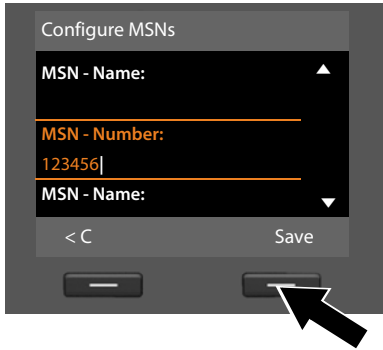 Configure MSNs
MSN - Name:
MSN - Number:
123456
MSN - Name:
< C Save